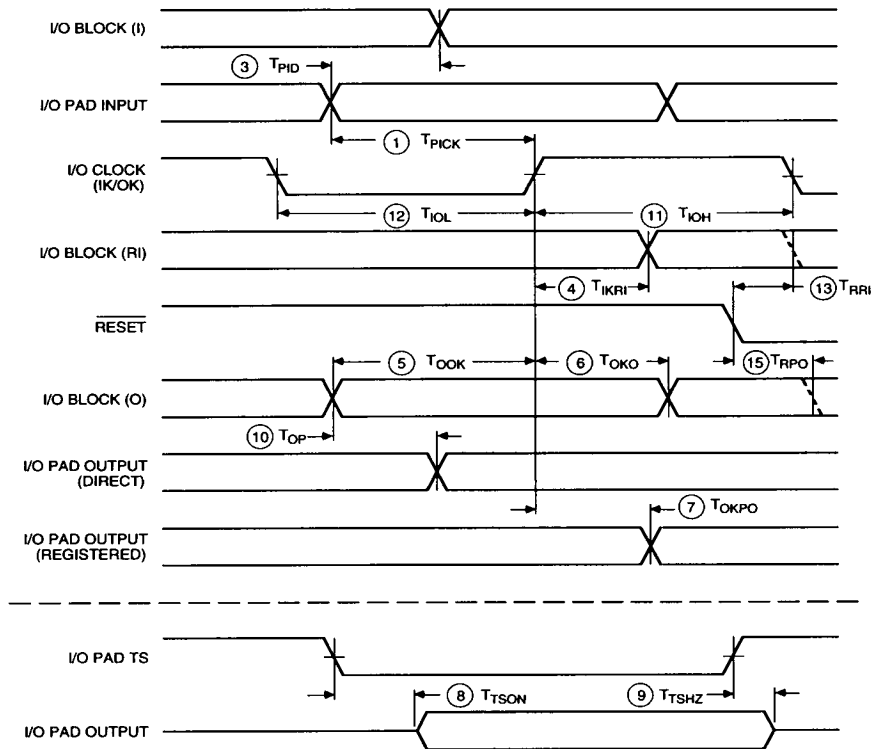 I/O BLOCK (I)
③ TPID
I/O PAD INPUT
① TPICK
I/O CLOCK
(IK/OK)
⑫ TIOL ⑪ TIOH
I/O BLOCK (RI)
④ TIKRI ⑬ TRRI
RESET
⑤ TOOK ⑥ TOKO ⑮ TRPO
I/O BLOCK (O)
⑩ TOP
I/O PAD OUTPUT
(DIRECT)
⑦ TOKPO
I/O PAD OUTPUT
(REGISTERED)
I/O PAD TS
⑧ TTSON ⑨ TTSHZ
I/O PAD OUTPUT